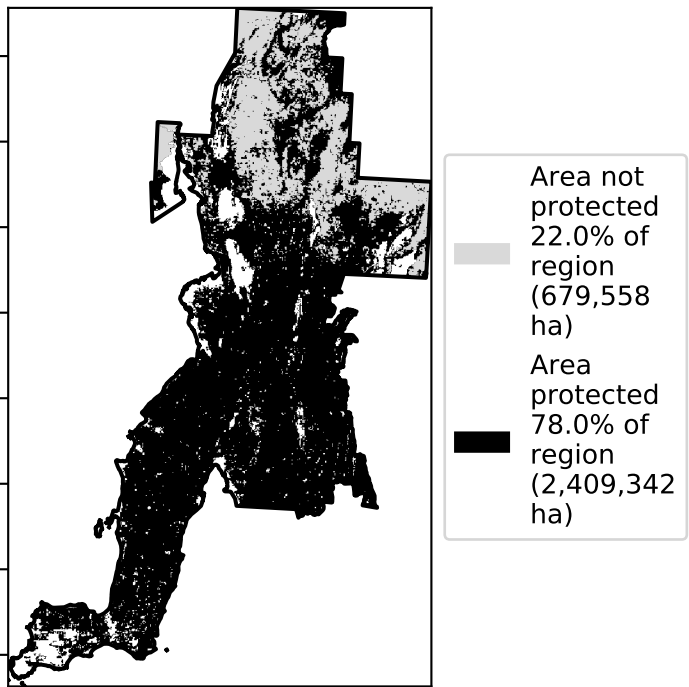 Area not
protected
22.0% of
region
(679,558
ha)
Area
protected
78.0% of
region
(2,409,342
ha)